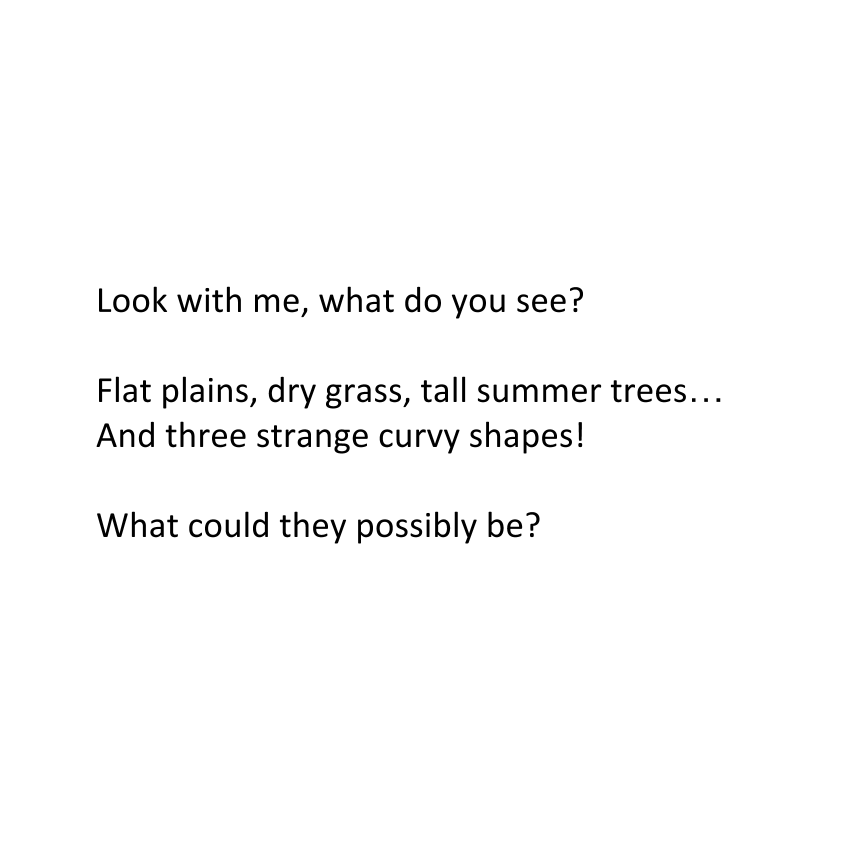 Look with me, what do you see?
Flat plains, dry grass, tall summer trees…
And three strange curvy shapes!
What could they possibly be?